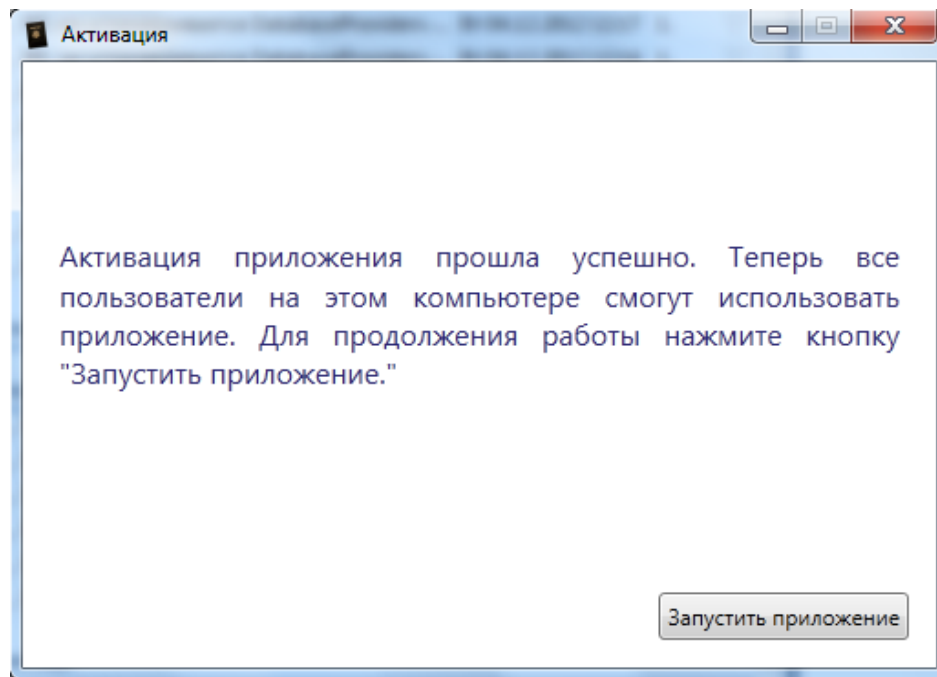 Активация
Активация приложения прошла успешно. Теперь все
пользователи на этом компьютере смогут использовать
приложение. Для продолжения работы нажмите кнопку
"Запустить приложение."
Запустить приложение